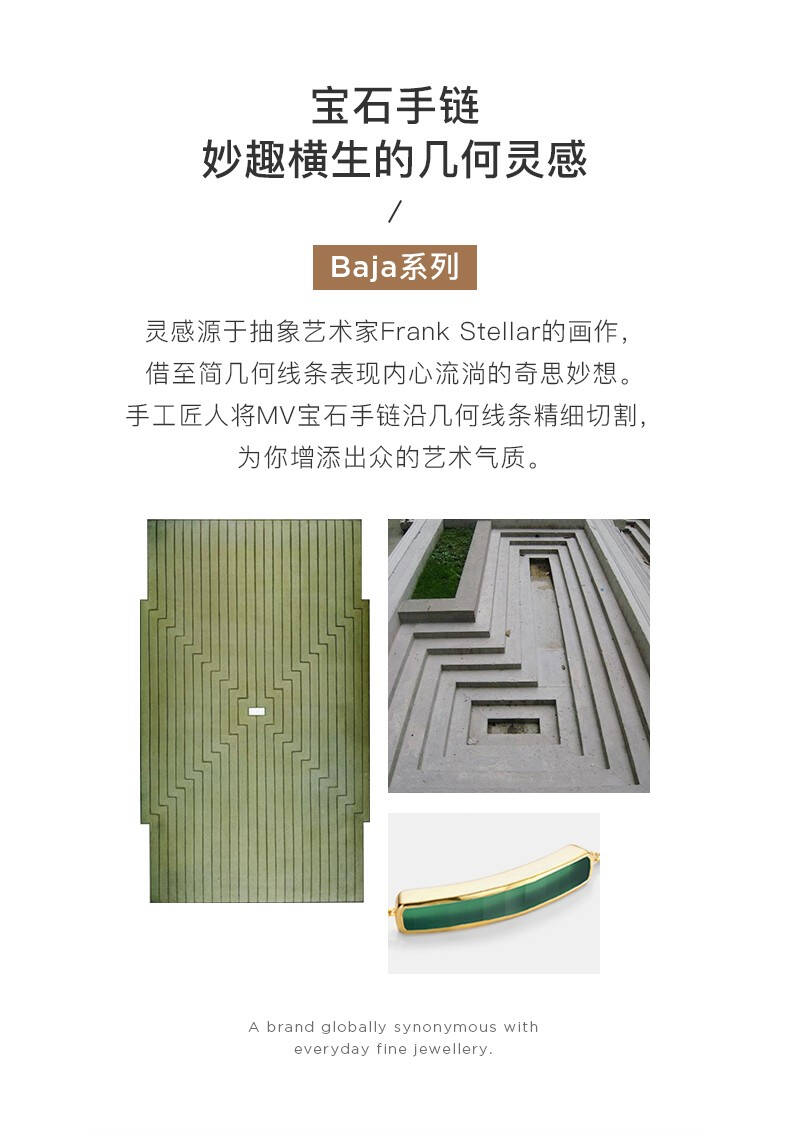 宝石手链
妙趣横生的几何灵感
/
Baja系列
灵感源于抽象艺术家Frank Stellar的画作，
借至简几何线条表现内心流淌的奇思妙想。
手工匠人将MV宝石手链沿几何线条精细切割，
为你增添出众的艺术气质。
A brand globally synonymous with
everyday fine jewellery.